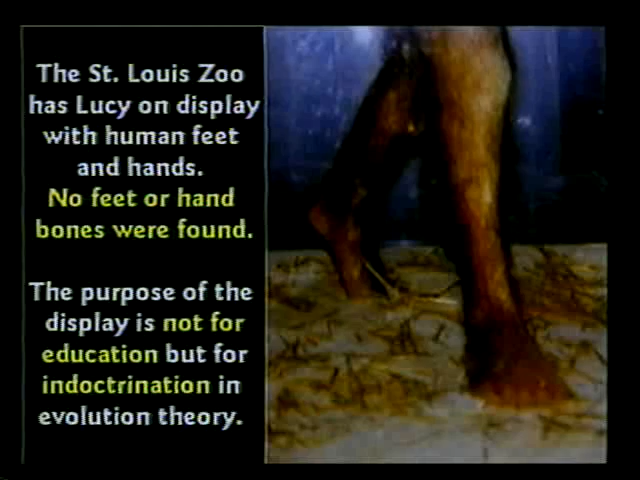 The St. Louis Zoo
has Lucy on display
with human feet
and hands.
No feet or hand
bones were found.
The purpose of the
display is not for
education but for
indoctrination in
evolution theory.